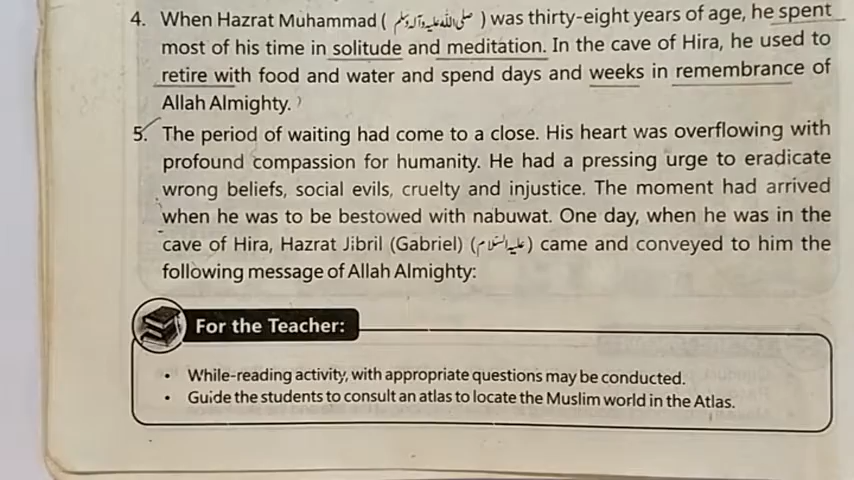 4. When Hazrat Muhammad (صلی اللہ علیہ وآلہ وسلم) was thirty-eight years of age, he spent
most of his time in solitude and meditation. In the cave of Hira, he used to
retire with food and water and spend days and weeks in remembrance of
Allah Almighty.
5. The period of waiting had come to a close. His heart was overflowing with
profound compassion for humanity. He had a pressing urge to eradicate
wrong beliefs, social evils, cruelty and injustice. The moment had arrived
when he was to be bestowed with nabuwat. One day, when he was in the
cave of Hira, Hazrat Jibril (Gabriel) (علیہ السلام) came and conveyed to him the
following message of Allah Almighty:
For the Teacher:
• While-reading activity, with appropriate questions may be conducted.
• Guide the students to consult an atlas to locate the Muslim world in the Atlas.